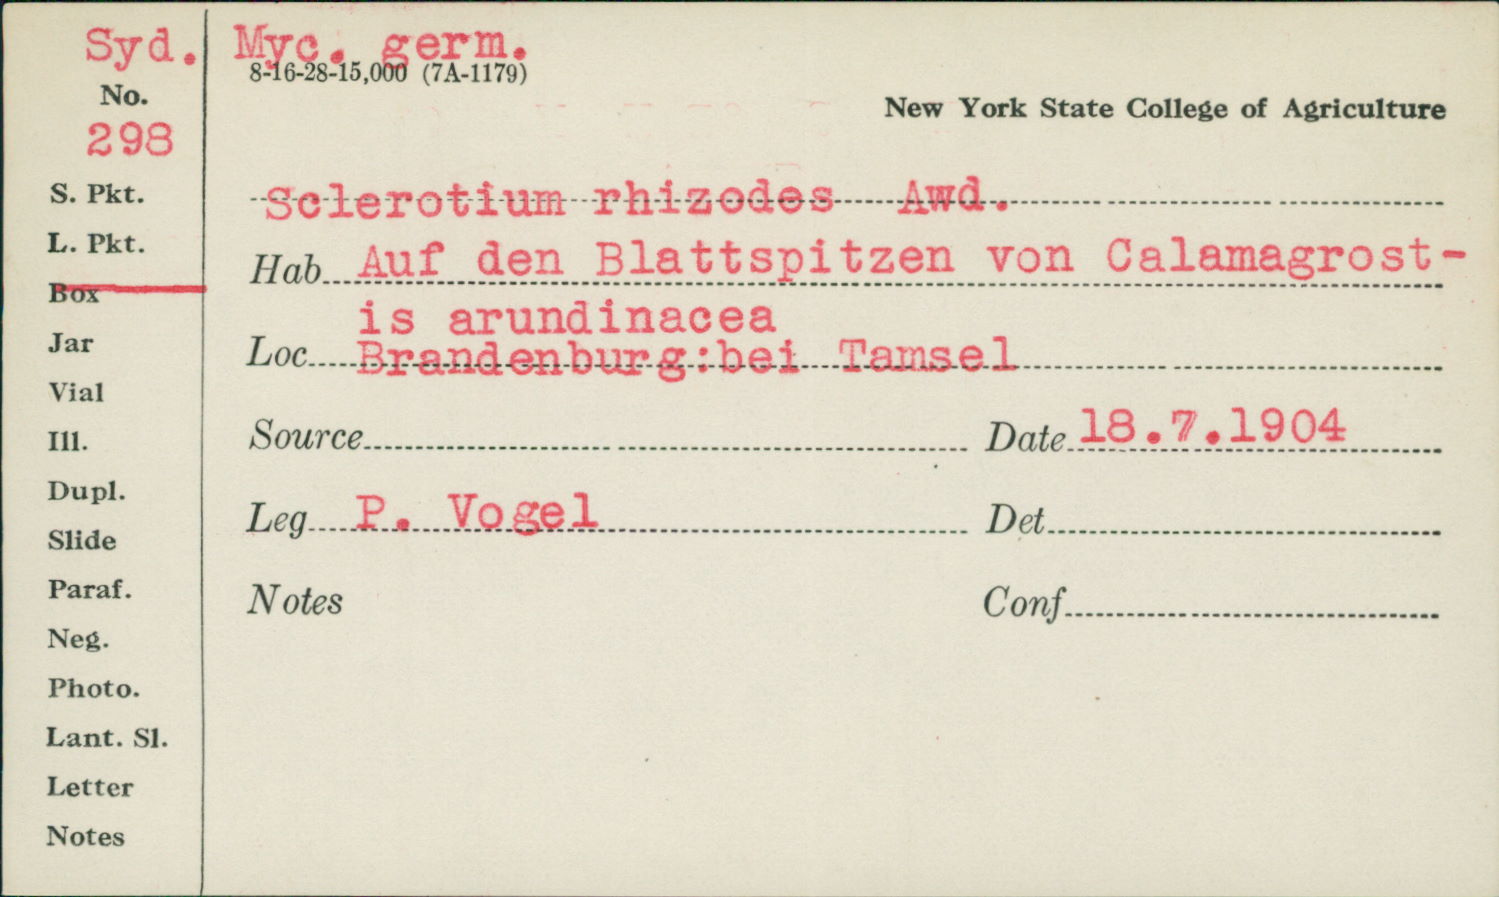 Syd. Myc. germ.
8-16-28-15,000 (7A-1179)
No.
298
New York State College of Agriculture
S. Pkt.
Sclerotium rhizodes Awd.
L. Pkt.
Hab Auf den Blattspitzen von Calamagrost-
Box
is arundinacea
Jar
Loc Brandenburg:bei Tamsel
Vial
Ill.
Source Date 18.7.1904
Dupl.
Leg P. Vogel Det
Slide
Paraf.
Notes Conf
Neg.
Photo.
Lant. Sl.
Letter
Notes